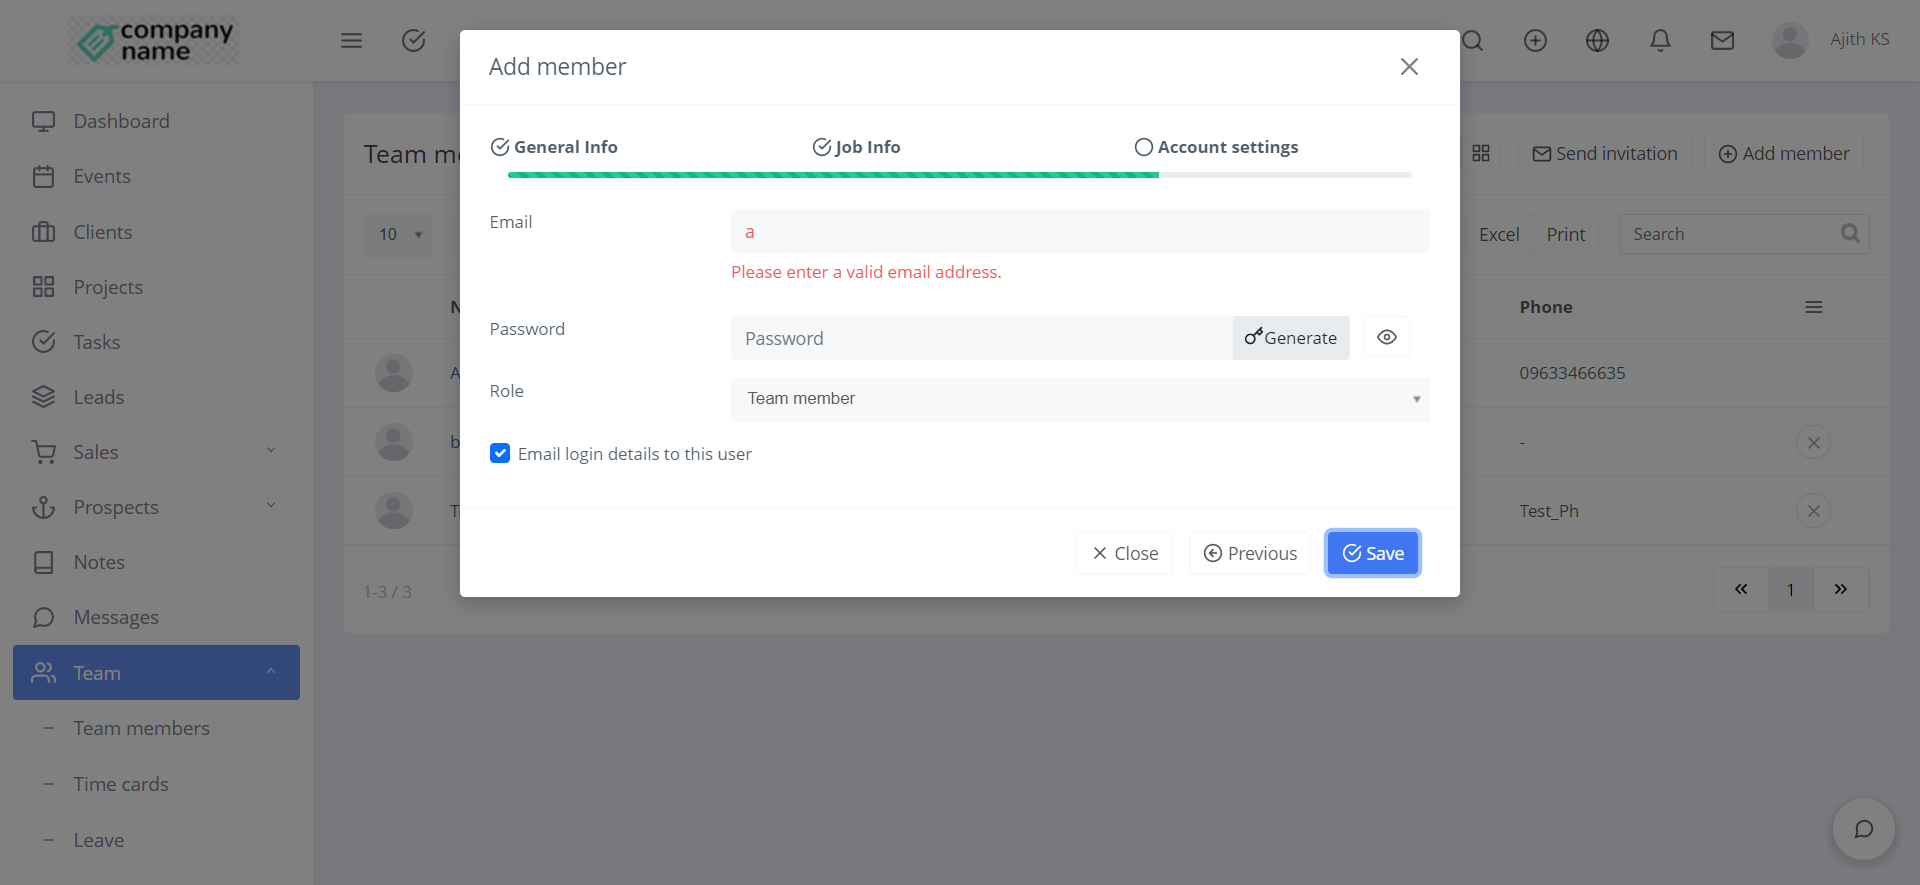 company
name
Ajith KS
Dashboard
Events
Clients
Projects
Tasks
Leads
Sales
Prospects
Notes
Messages
Team
Team members
Time cards
Leave
Team m
Send invitation
Add member
10
Excel
Print
Search
Phone
A
09633466635
b
-
T
Test_Ph
1-3 / 3
1
Add member
General Info
Job Info
Account settings
Email
a
Please enter a valid email address.
Password
Password
Generate
Role
Team member
Email login details to this user
Close
Previous
Save